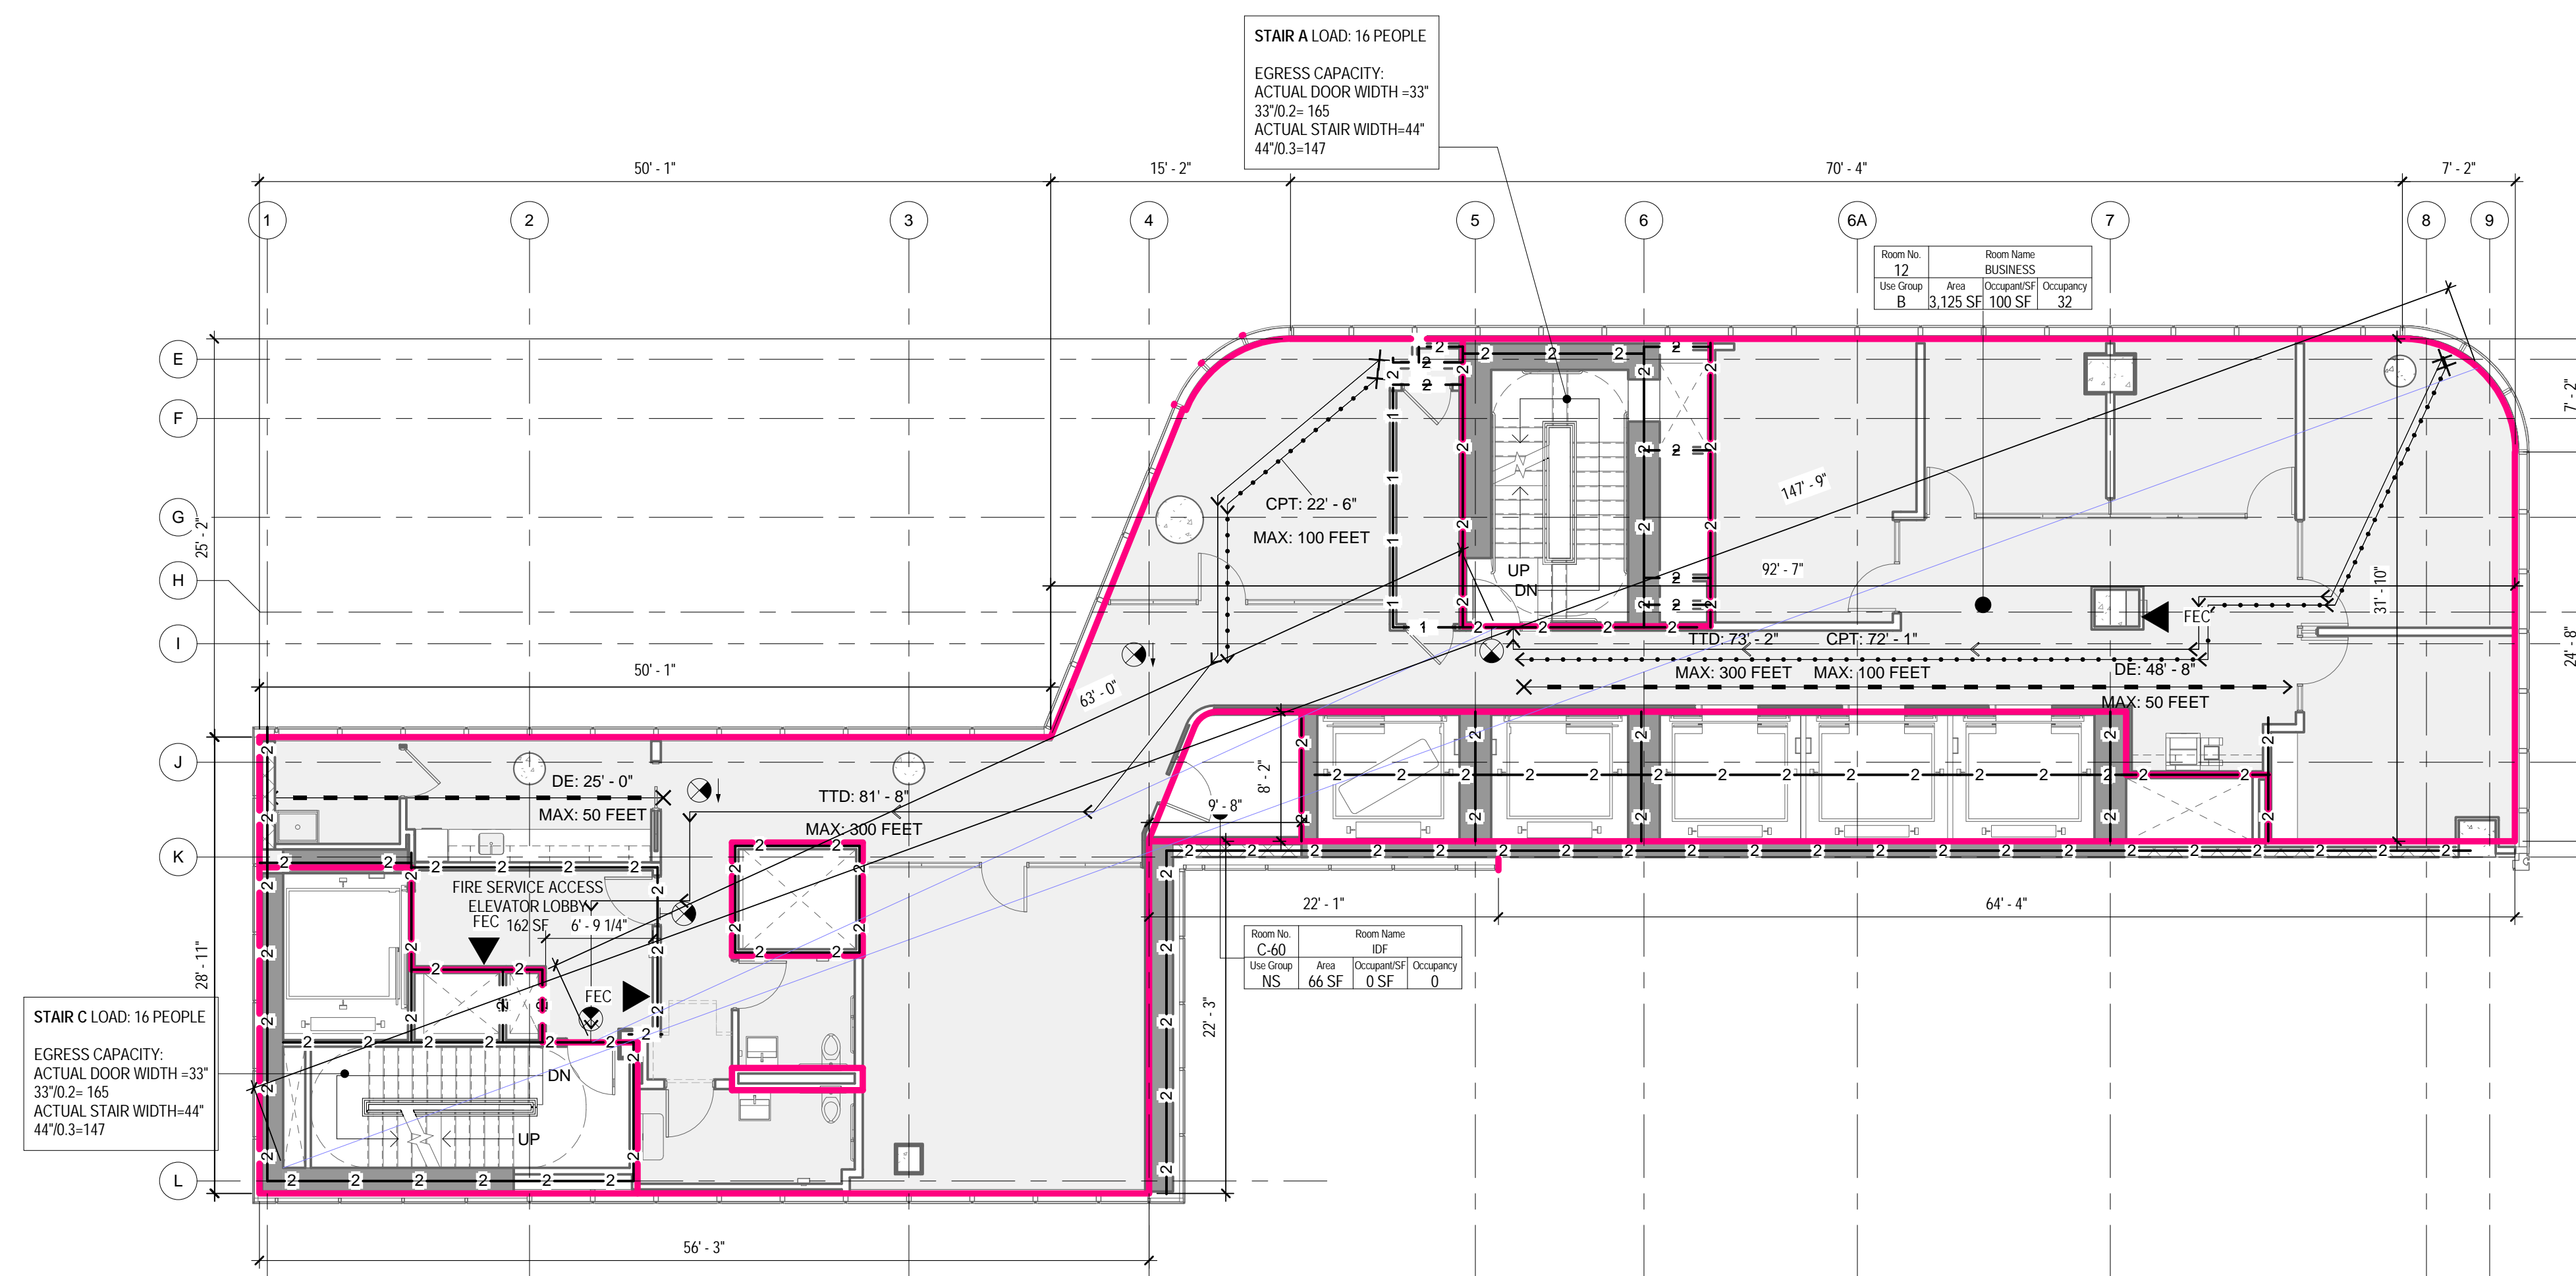 STAIR A LOAD: 16 PEOPLE
EGRESS CAPACITY:
ACTUAL DOOR WIDTH =33"
33"/0.2= 165
ACTUAL STAIR WIDTH=44"
44"/0.3=147
50' - 1"
15' - 2"
70' - 4"
7' - 2"
1
2
3
4
5
6
6A
7
8
9
Room No.
Room Name
12
BUSINESS
Use Group
Area
Occupant/SF
Occupancy
B
3,125 SF
100 SF
32
E
F
G
H
I
J
K
L
25' - 2"
28' - 11"
7' - 2"
24' - 8"
31' - 10"
CPT: 22' - 6"
MAX: 100 FEET
147' - 9"
92' - 7"
UP
DN
FEC
TTD: 73' - 2"
CPT: 72' - 1"
MAX: 300 FEET
MAX: 100 FEET
DE: 48' - 8"
MAX: 50 FEET
50' - 1"
63' - 0"
DE: 25' - 0"
MAX: 50 FEET
TTD: 81' - 8"
MAX: 300 FEET
8' - 2"
9' - 8"
FIRE SERVICE ACCESS
ELEVATOR LOBBY
FEC
162 SF
6' - 9 1/4"
FEC
22' - 1"
64' - 4"
Room No.
Room Name
C-60
IDF
Use Group
Area
Occupant/SF
Occupancy
NS
66 SF
0 SF
0
22' - 3"
STAIR C LOAD: 16 PEOPLE
EGRESS CAPACITY:
ACTUAL DOOR WIDTH =33"
33"/0.2= 165
ACTUAL STAIR WIDTH=44"
44"/0.3=147
DN
UP
56' - 3"